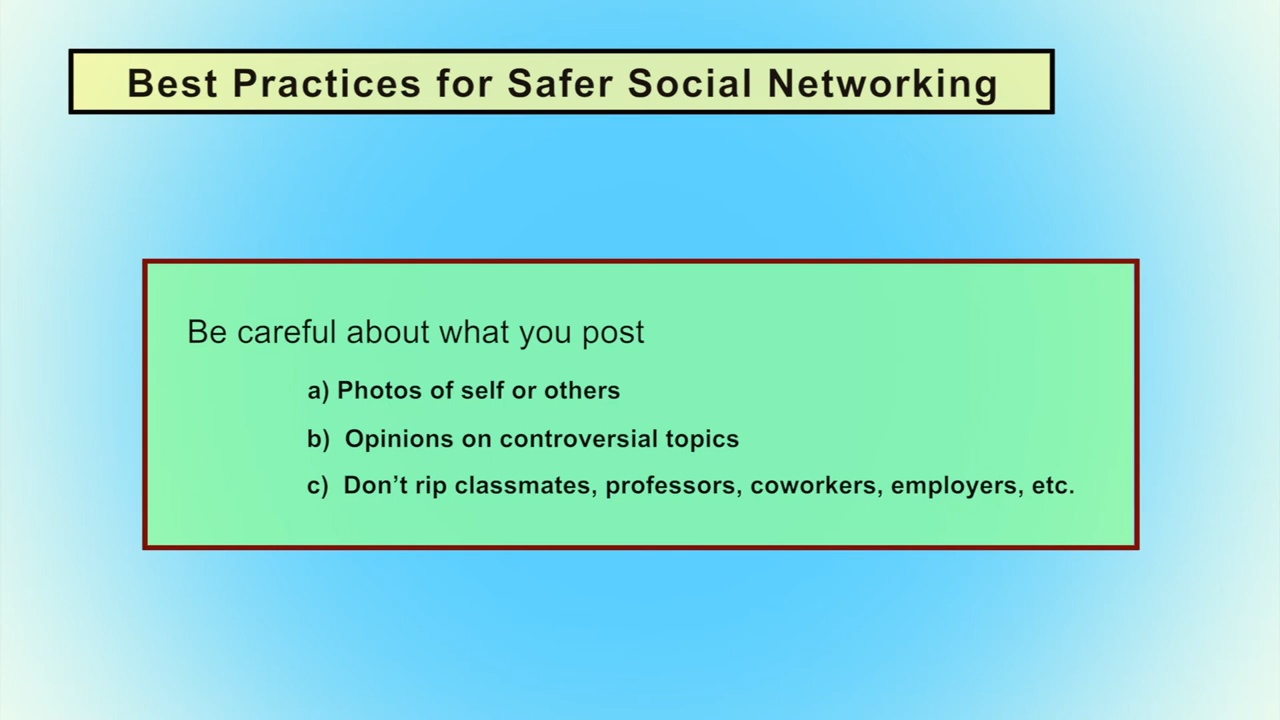 Best Practices for Safer Social Networking
Be careful about what you post
a) Photos of self or others
b) Opinions on controversial topics
c) Don’t rip classmates, professors, coworkers, employers, etc.